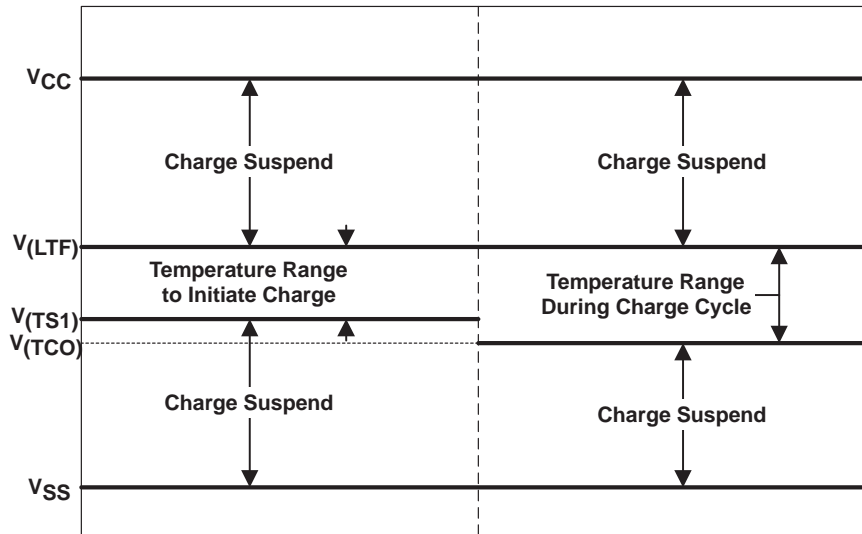 VCC
Charge Suspend
Charge Suspend
V(LTF)
Temperature Range
to Initiate Charge
Temperature Range
During Charge Cycle
V(TS1)
V(TCO)
Charge Suspend
Charge Suspend
VSS